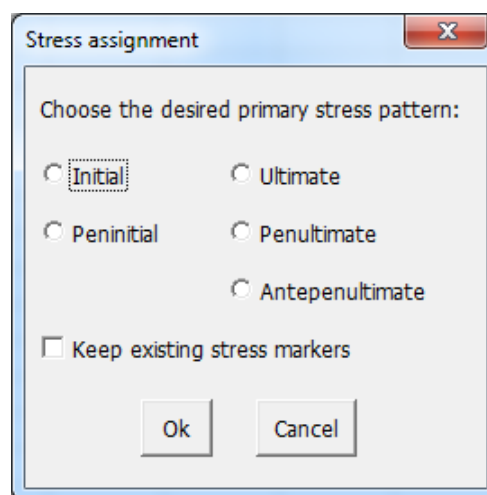 Stress assignment
Choose the desired primary stress pattern:
Initial Ultimate
Peninitial Penultimate
Antepenultimate
Keep existing stress markers
Ok Cancel